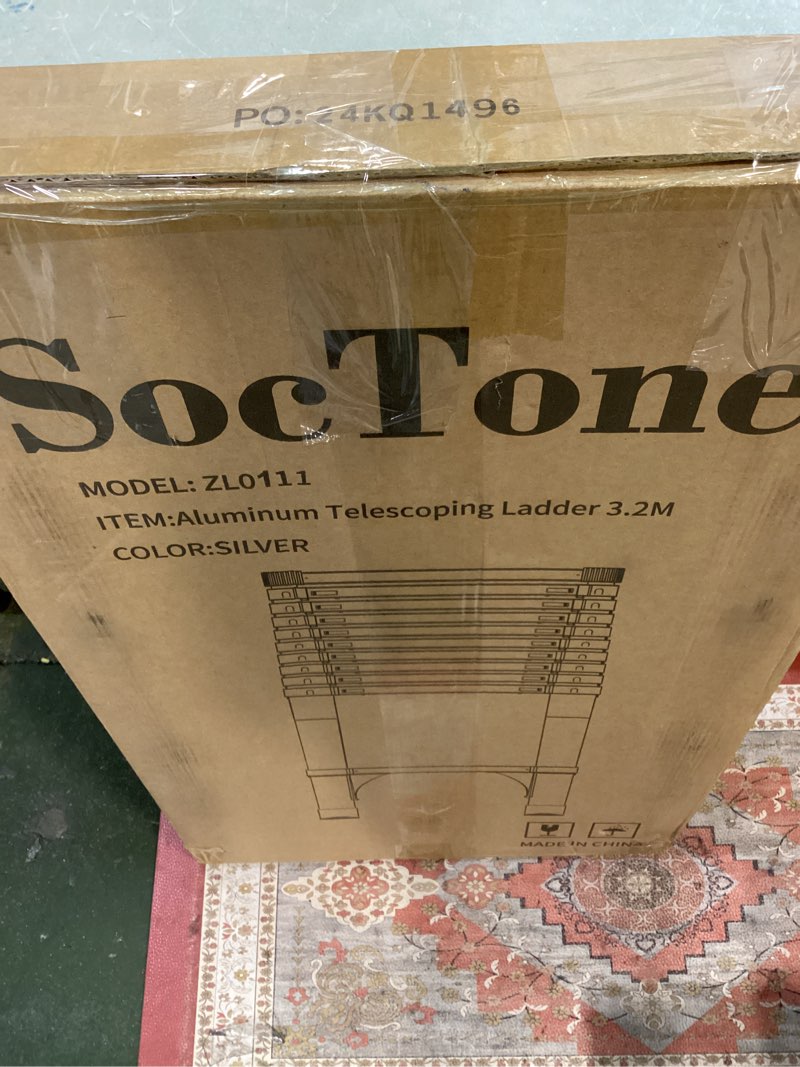 PO:24KQ1496
SocTone
MODEL: ZL0111
ITEM:Aluminum Telescoping Ladder 3.2M
COLOR:SILVER
MADE IN CHINA